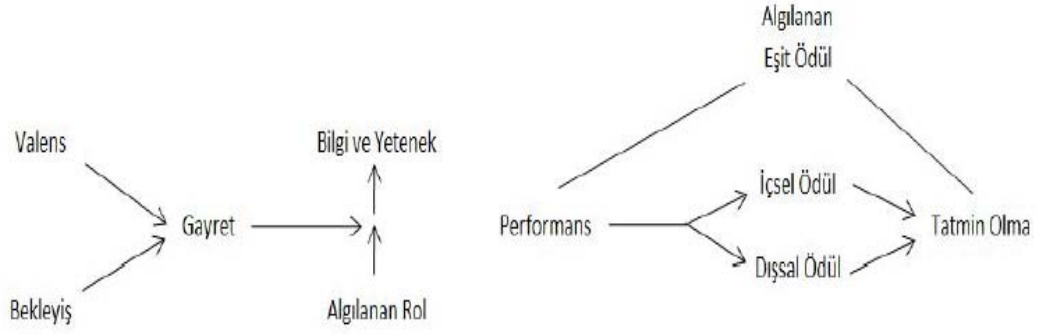 Algılanan
Eşit Ödül
Valens
Bilgi ve Yetenek
İçsel Ödül
Gayret
Performans
Tatmin Olma
Dışsal Ödül
Bekleyiş
Algılanan Rol